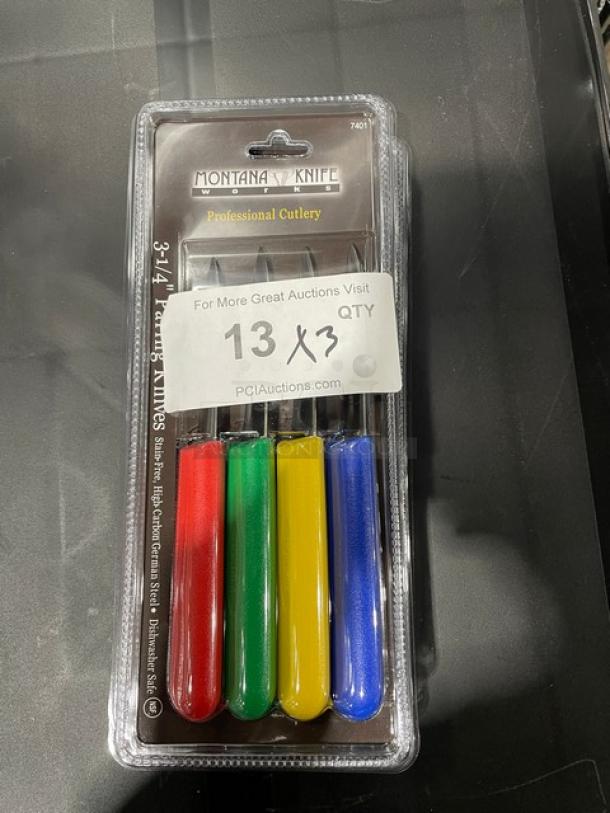 7401
MONTANA KNIFE
works
Professional Cutlery
3-1/4" Paring Knives
Stain-Free, High-Carbon German Steel • Dishwasher Safe
NSF
For More Great Auctions Visit
QTY
13 x3
PCIAuctions.com